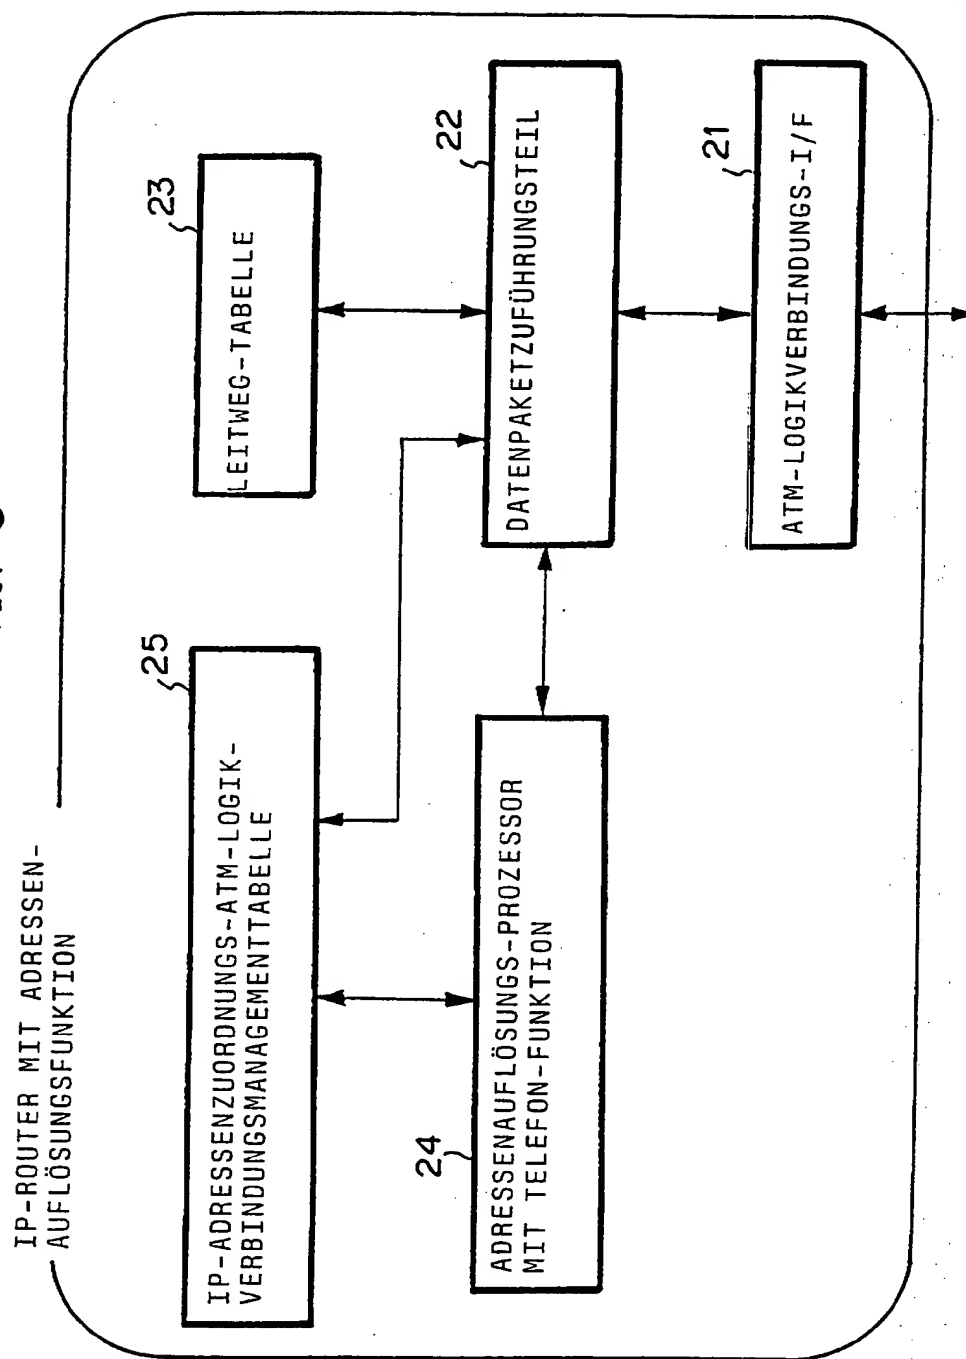 IP-ROUTER MIT ADRESSEN-
AUFLÖSUNGSFUNKTION
25
IP-ADRESSENZUORDNUNGS-ATM-LOGIK-
VERBINDUNGSMANAGEMENTTABELLE
23
LEITWEG-TABELLE
24
ADRESSENAUFLÖSUNGS-PROZESSOR
MIT TELEFON-FUNKTION
22
DATENPAKETZUFÜHRUNGSTEIL
21
ATM-LOGIKVERBINDUNGS-I/F